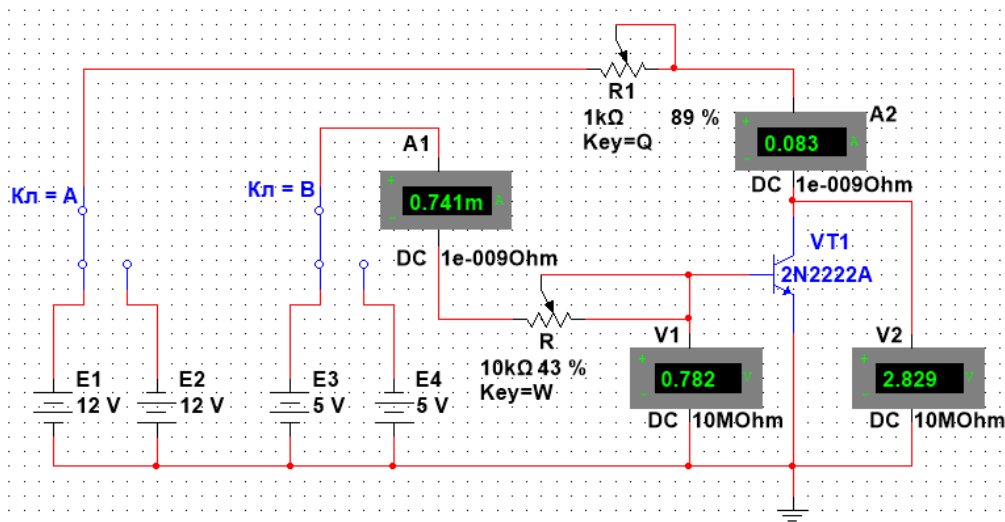 R1
1kΩ 89 %
Key=Q
A2
0.083 A
DC 1e-009Ohm
A1
0.741m A
DC 1e-009Ohm
Кл = A
Кл = B
VT1
2N2222A
R
10kΩ 43 %
Key=W
V1
0.782 V
DC 10MOhm
V2
2.829 V
DC 10MOhm
E1
12 V
E2
12 V
E3
5 V
E4
5 V